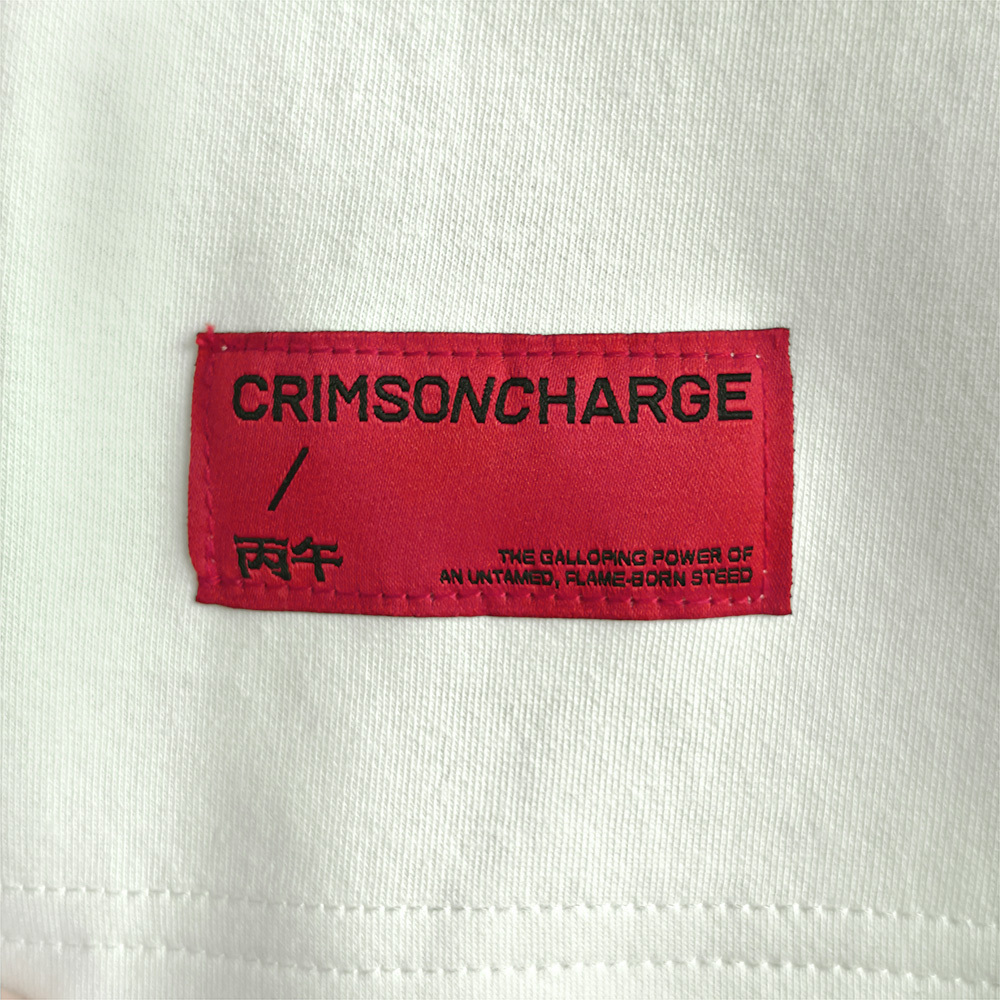 CRIMSONCHARGE
/
丙午
THE GALLOPING POWER OF
AN UNTAMED, FLAME-BORN STEED